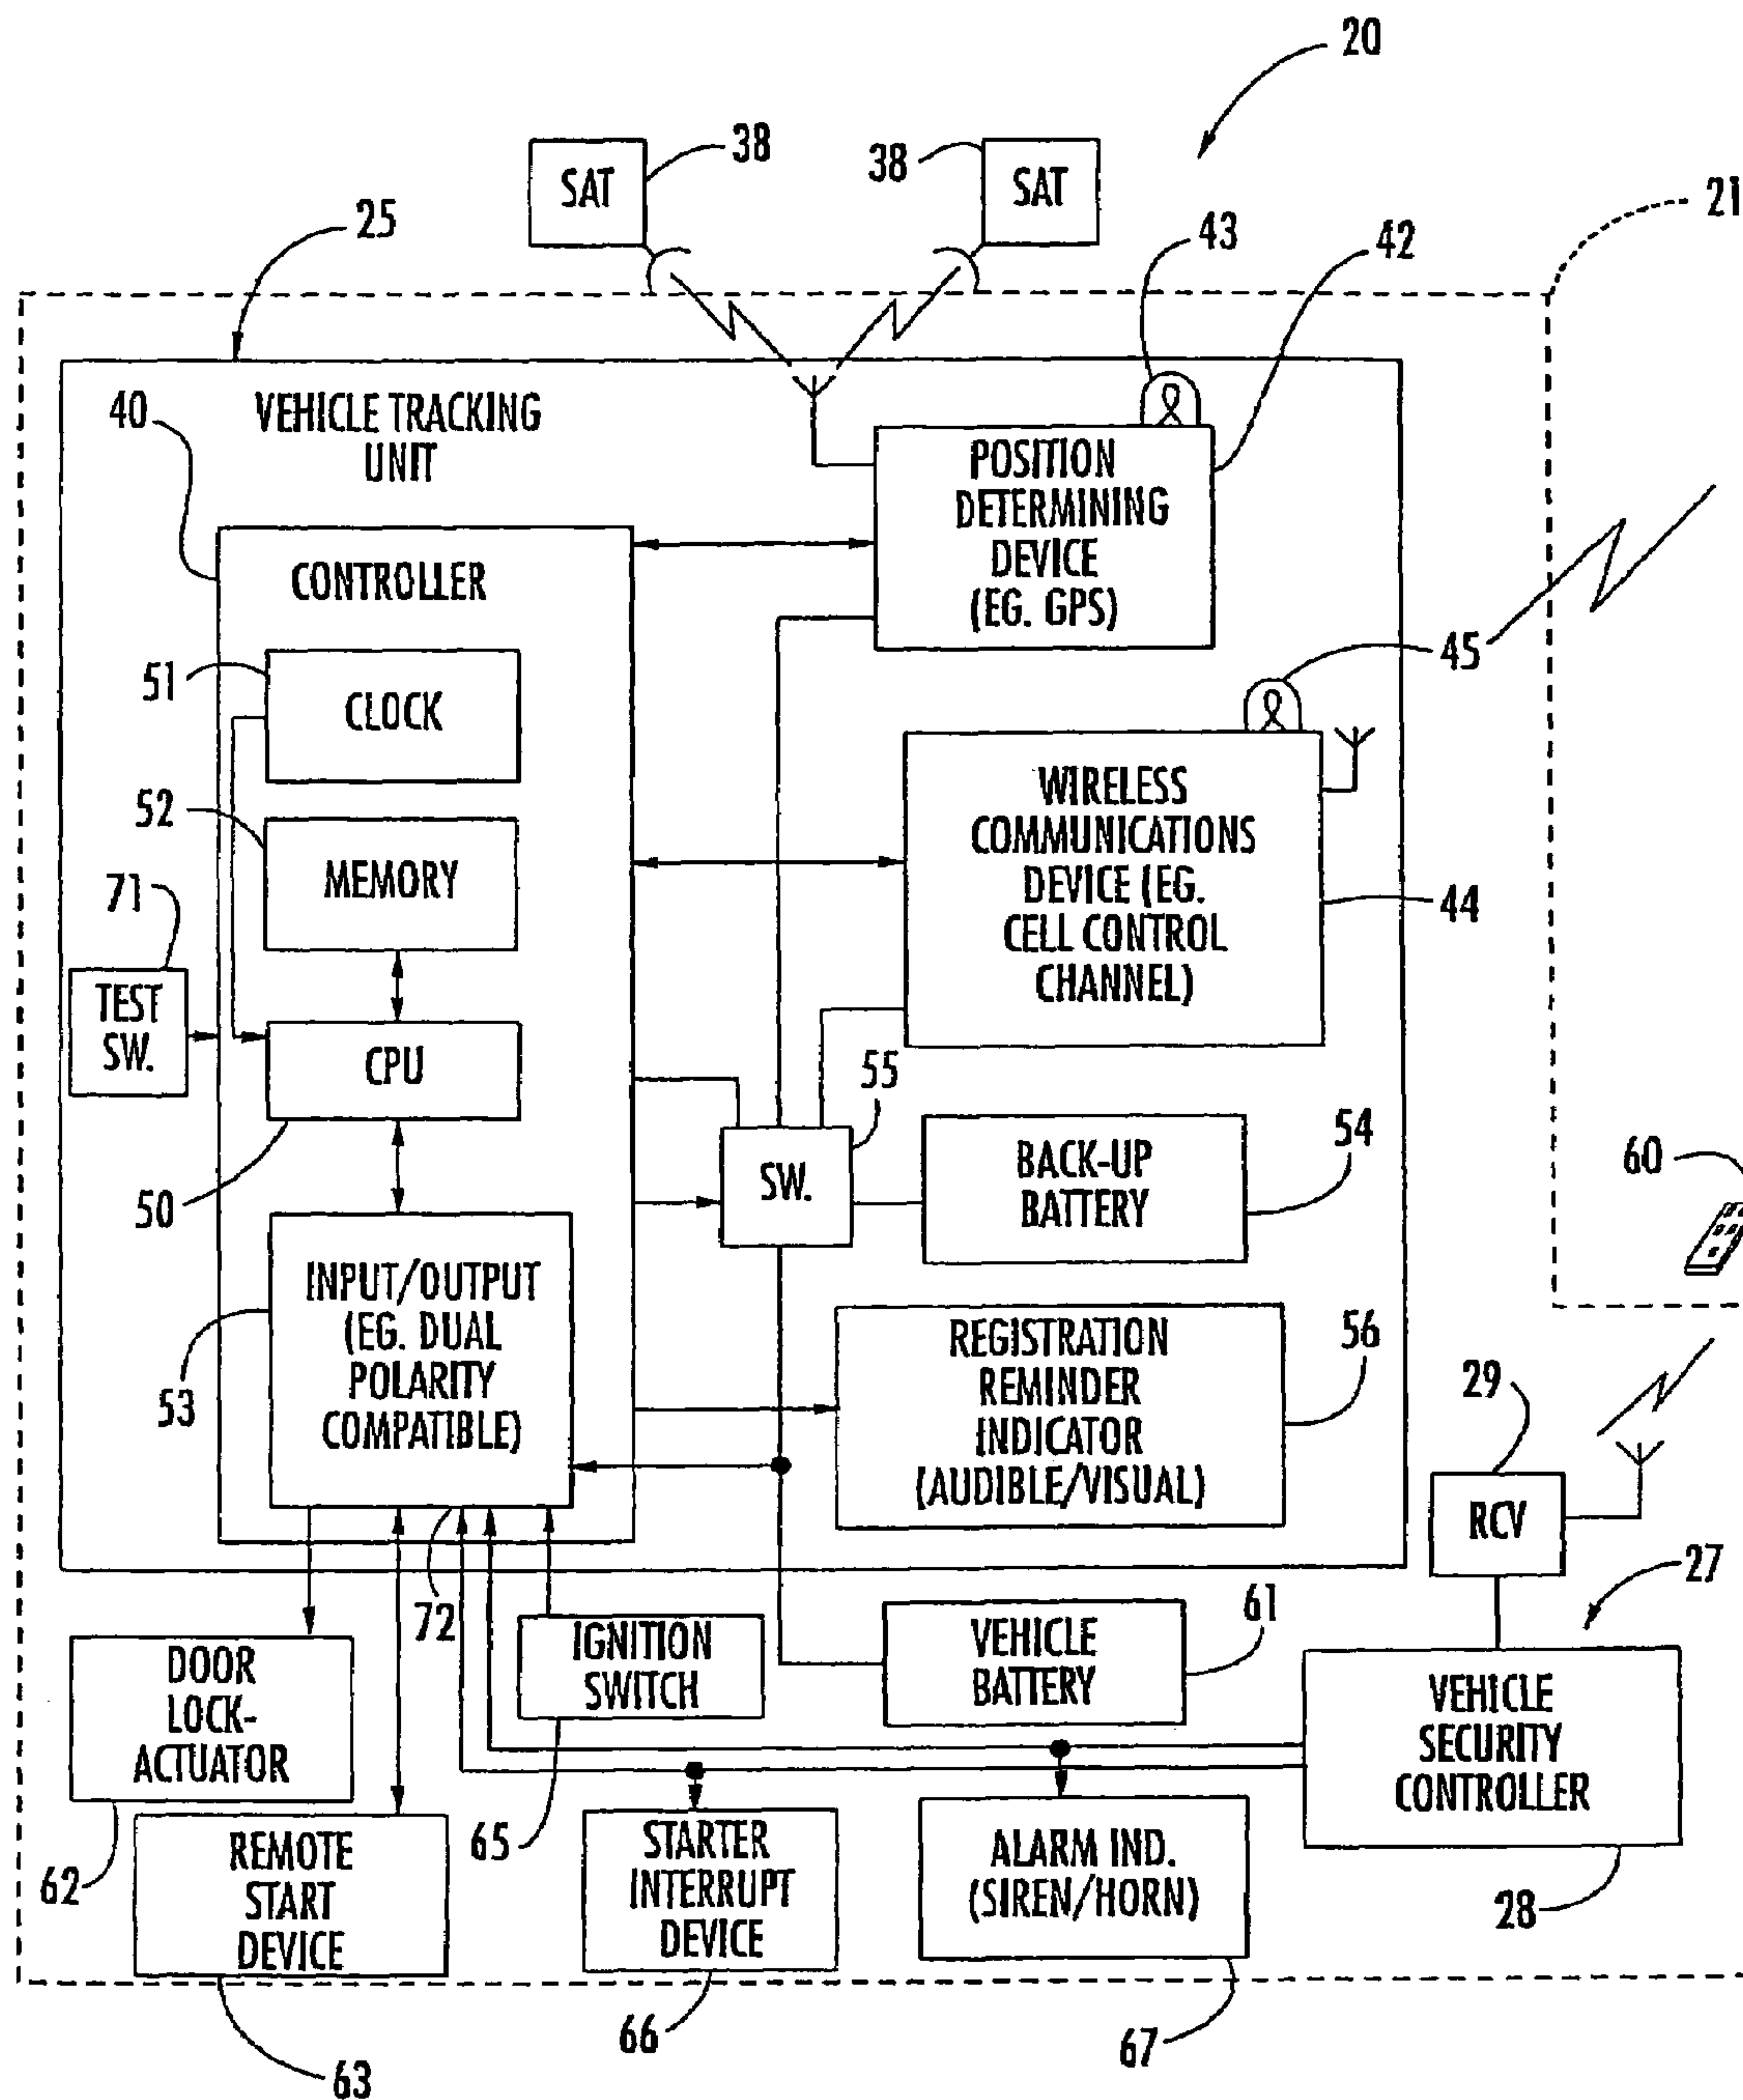 20
38
38
SAT
SAT
21
25
43
42
40
VEHICLE TRACKING
UNIT
POSITION
DETERMINING
DEVICE
(EG. GPS)
CONTROLLER
45
51
CLOCK
52
WIRELESS
COMMUNICATIONS
DEVICE (EG.
CELL CONTROL
CHANNEL)
MEMORY
71
44
TEST
SW.
CPU
55
54
50
SW.
BACK-UP
BATTERY
60
INPUT/OUTPUT
(EG. DUAL
POLARITY
COMPATIBLE)
53
REGISTRATION
REMINDER
INDICATOR
(AUDIBLE/VISUAL)
56
29
RCV
27
72
61
IGNITION
SWITCH
VEHICLE
BATTERY
DOOR
LOCK-
ACTUATOR
VEHICLE
SECURITY
CONTROLLER
65
62
REMOTE
START
DEVICE
STARTER
INTERRUPT
DEVICE
ALARM IND.
(SIREN/HORN)
28
66
67
63